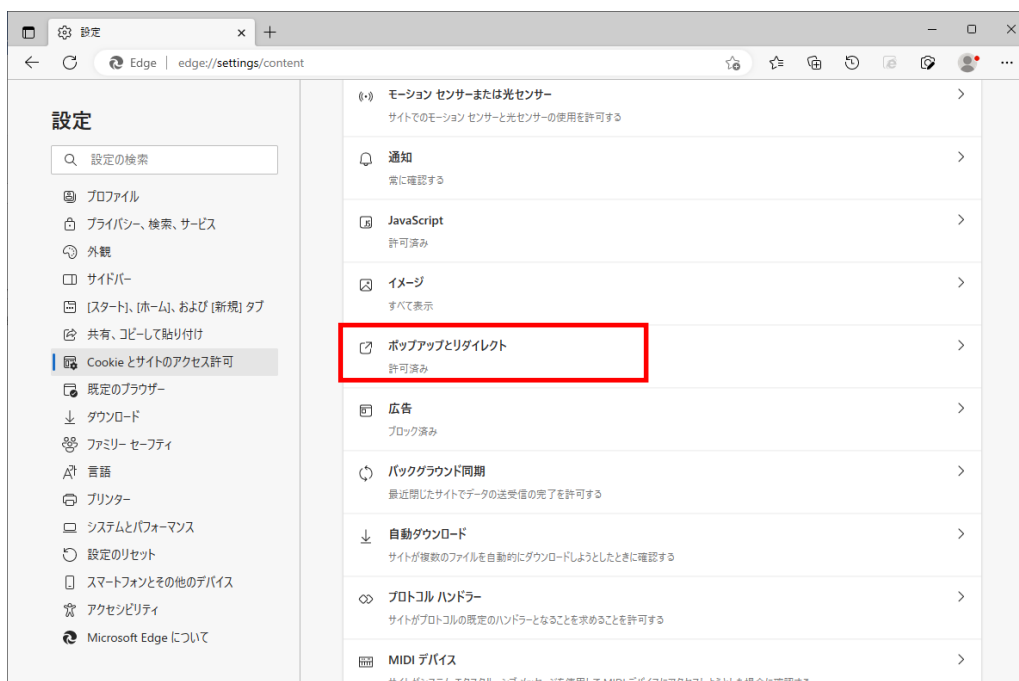 設定
Edge | edge://settings/content
設定
設定の検索
プロファイル
プライバシー、検索、サービス
外観
サイドバー
[スタート]、[ホーム]、および [新規] タブ
共有、コピーして貼り付け
Cookie とサイトのアクセス許可
既定のブラウザー
ダウンロード
ファミリー セーフティ
言語
プリンター
システムとパフォーマンス
設定のリセット
スマートフォンとその他のデバイス
アクセシビリティ
Microsoft Edge について
モーション センサーまたは光センサー
サイトでのモーション センサーと光センサーの使用を許可する
通知
常に確認する
JavaScript
許可済み
イメージ
すべて表示
ポップアップとリダイレクト
許可済み
広告
ブロック済み
バックグラウンド同期
最近閉じたサイトでデータの送受信の完了を許可する
自動ダウンロード
サイトが複数のファイルを自動的にダウンロードしようとしたときに確認する
プロトコル ハンドラー
サイトがプロトコルの既定のハンドラーとなることを求めることを許可する
MIDI デバイス